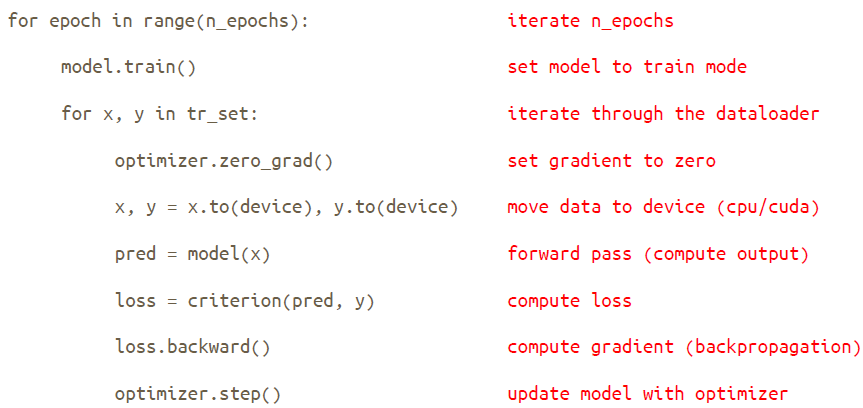 for epoch in range(n_epochs): iterate n_epochs
model.train() set model to train mode
for x, y in tr_set: iterate through the dataloader
optimizer.zero_grad() set gradient to zero
x, y = x.to(device), y.to(device) move data to device (cpu/cuda)
pred = model(x) forward pass (compute output)
loss = criterion(pred, y) compute loss
loss.backward() compute gradient (backpropagation)
optimizer.step() update model with optimizer